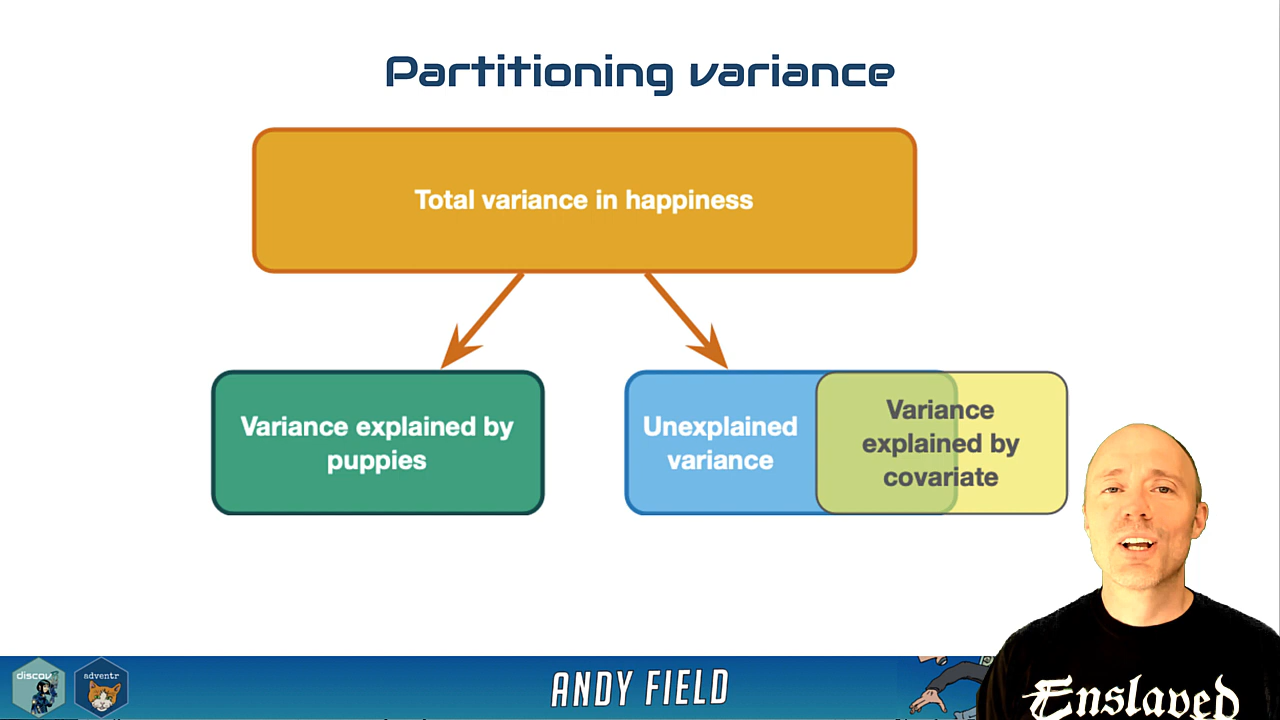 Partitioning variance
Total variance in happiness
Variance explained by
puppies
Unexplained
variance
Variance
explained by
covariate
discovr
adventr
ANDY FIELD
Enslaved